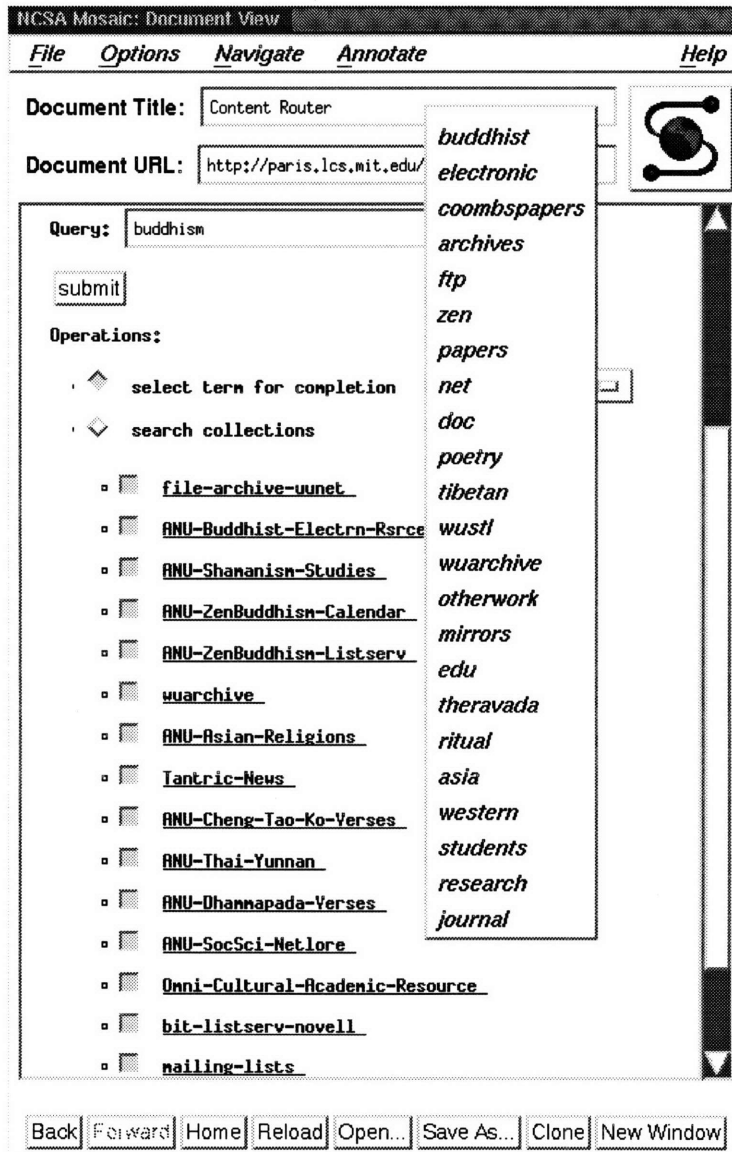 NCSA Mosaic: Document View
File Options Navigate Annotate Help
Document Title: Content Router
Document URL: http://paris.lcs.mit.edu/
Query: buddhism
submit
Operations:
select term for completion
search collections
file-archive-uunet
ANU-Buddhist-Electrn-Rsrce
ANU-Shamanism-Studies
ANU-ZenBuddhism-Calendar
ANU-ZenBuddhism-Listserv
wuarchive
ANU-Asian-Religions
Tantric-News
ANU-Cheng-Tao-Ko-Verses
ANU-Thai-Yunnan
ANU-Dhammapada-Verses
ANU-SocSci-Netlore
Omni-Cultural-Academic-Resource
bit-listserv-novell
mailing-lists
buddhist
electronic
coombspapers
archives
ftp
zen
papers
net
doc
poetry
tibetan
wustl
wuarchive
otherwork
mirrors
edu
theravada
ritual
asia
western
students
research
journal
Back Forward Home Reload Open... Save As... Clone New Window